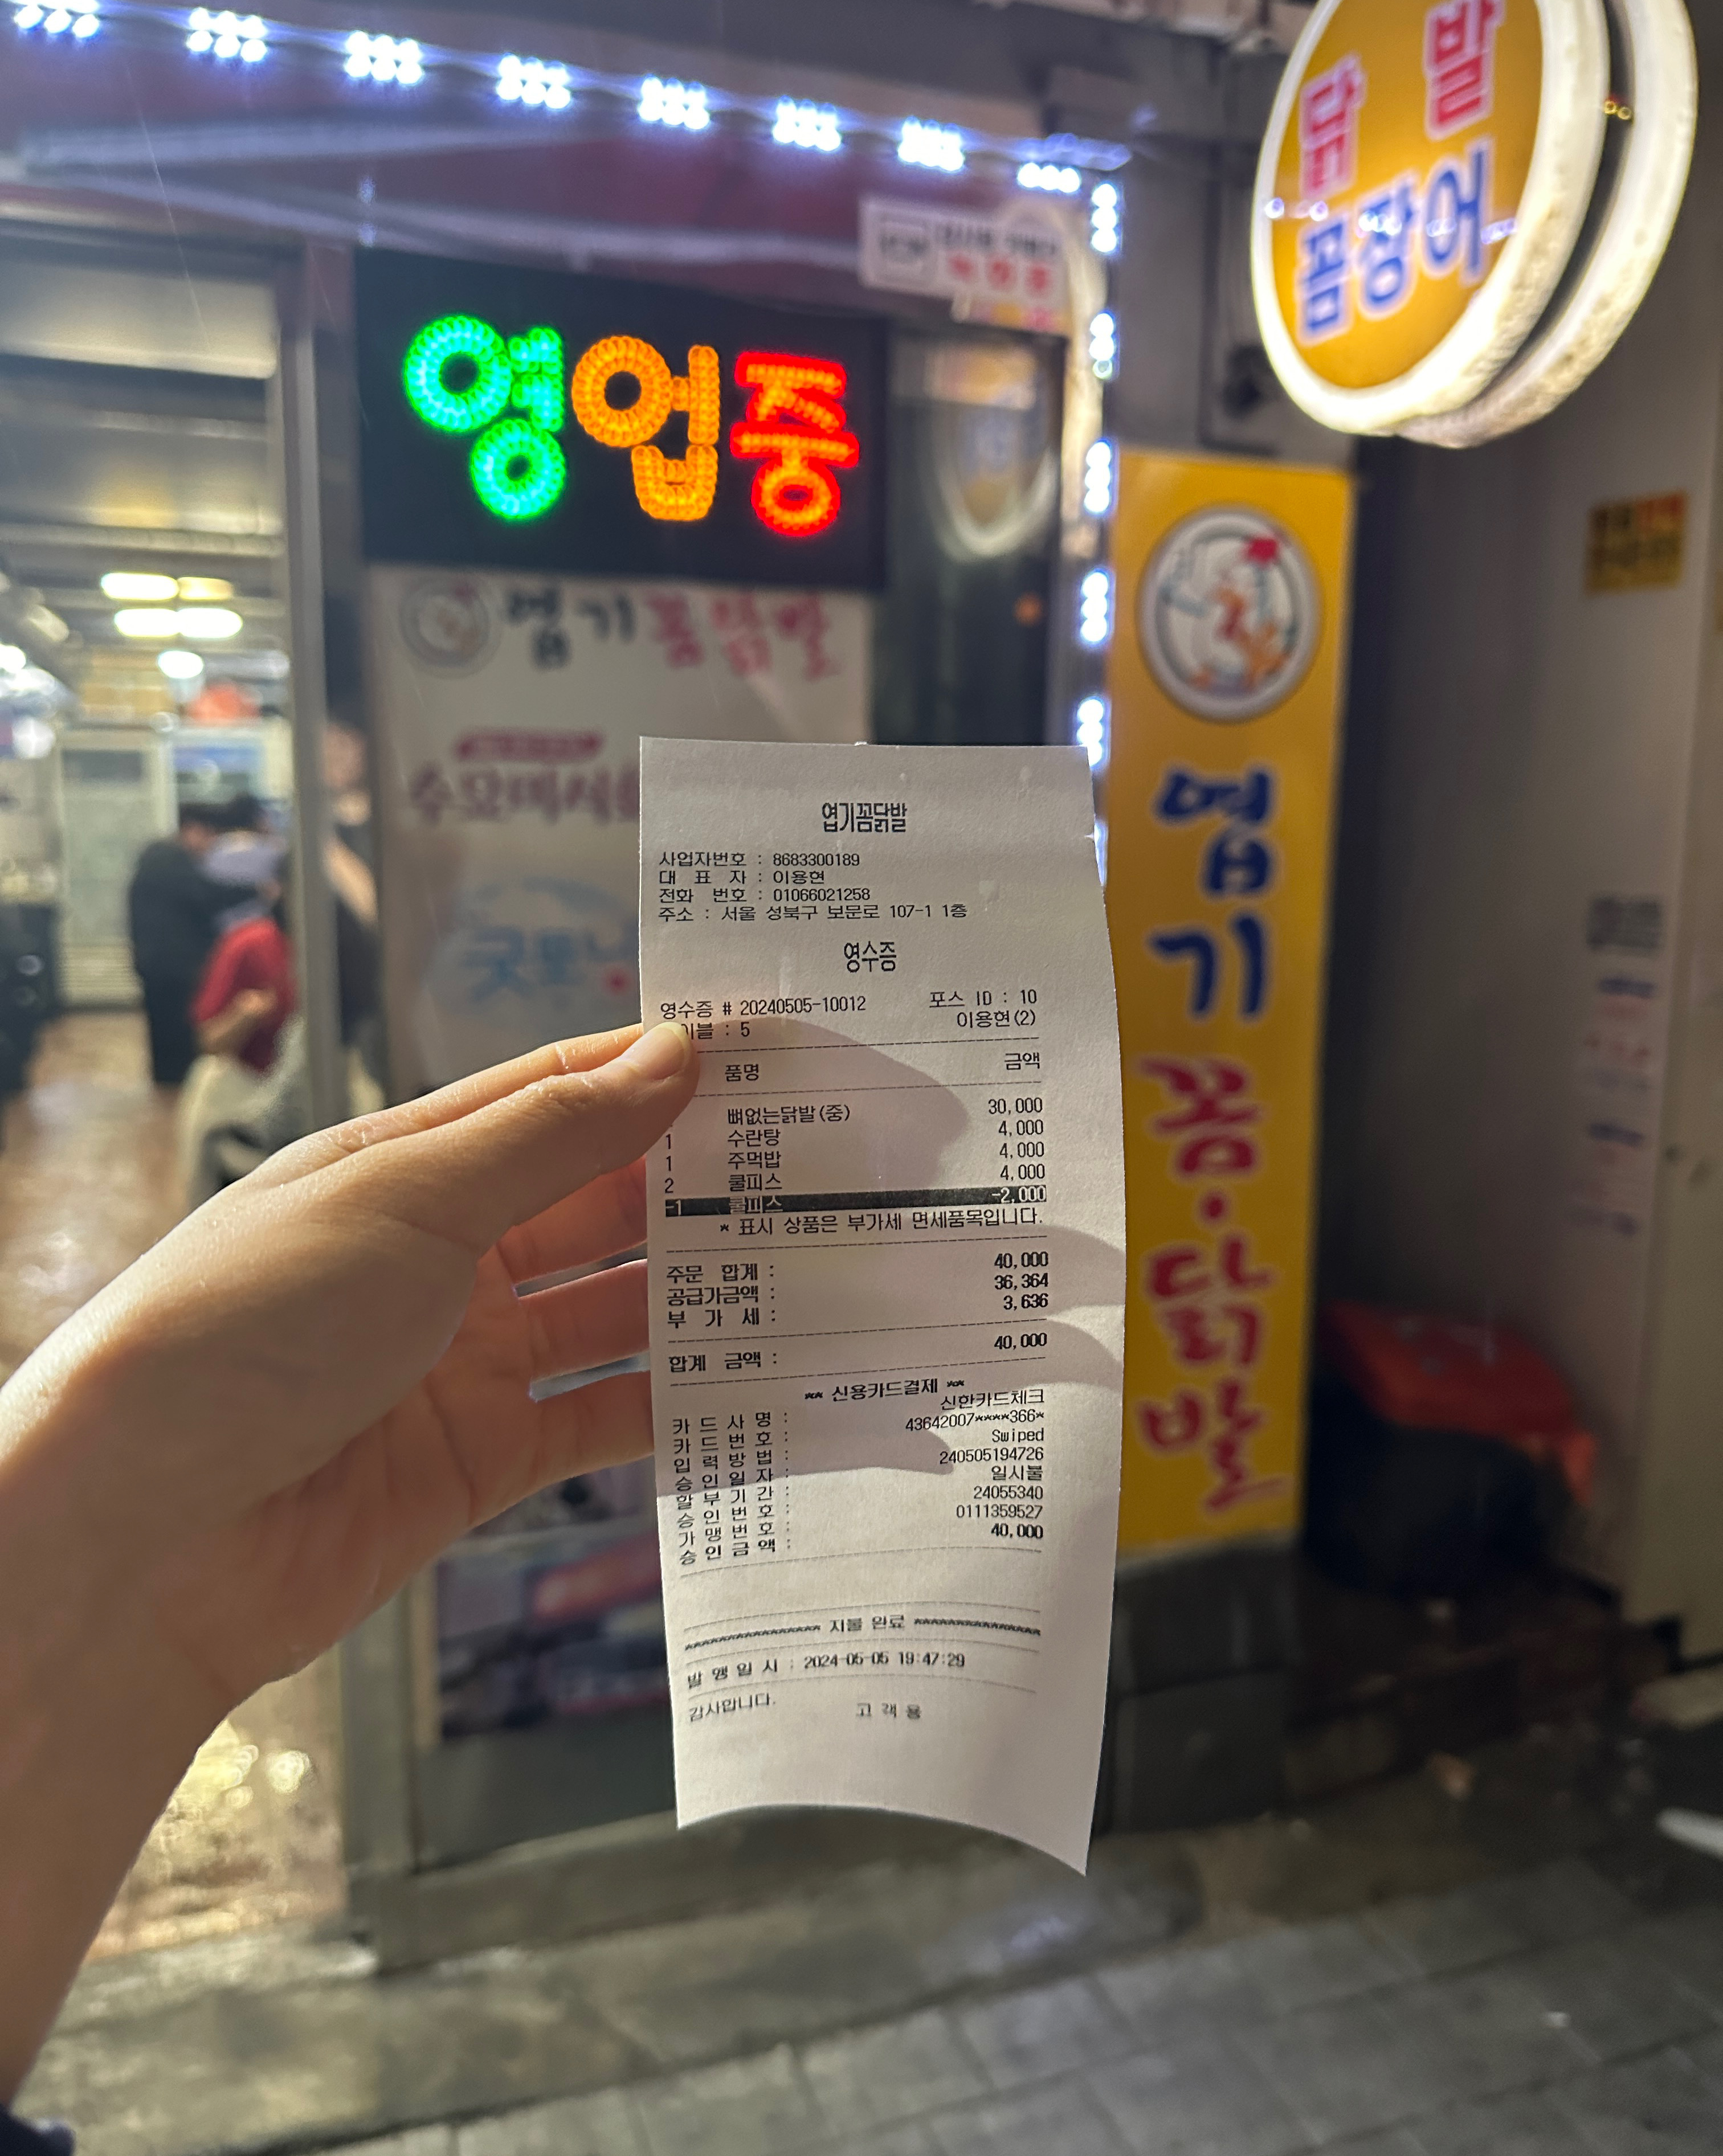 닭 발
꼼장어
영업중
엽기꼼닭발
엽기꼼·닭발
엽기꼼닭발
사업자번호 : 8683300189
대 표 자 : 이용현
전화 번호 : 01066021258
주소 : 서울 성북구 보문로 107-1 1층
영수증
영수증 # 20240505-10012 포스 ID : 10
이블 : 5 이용현(2)
품명 금액
뼈없는닭발(중) 30,000
1 수란탕 4,000
1 주먹밥 4,000
2 쿨피스 4,000
-1 쿨피스 -2,000
* 표시 상품은 부가세 면세품목입니다.
주문 합계 : 40,000
공급가금액 : 36,364
부 가 세 : 3,636
합계 금액 : 40,000
** 신용카드결제 **
카 드 사 명 : 신한카드체크
카 드 번 호 : 43642007****366*
입 력 방 법 : Swiped
승 인 일 자 : 240505194726
할 부 기 간 : 일시불
승 인 번 호 : 24055340
가 맹 번 호 : 0111359527
승 인 금 액 : 40,000
**************** 지불 완료 ****************
발 행 일 시 : 2024-05-05 19:47:29
감사합니다. 고 객 용